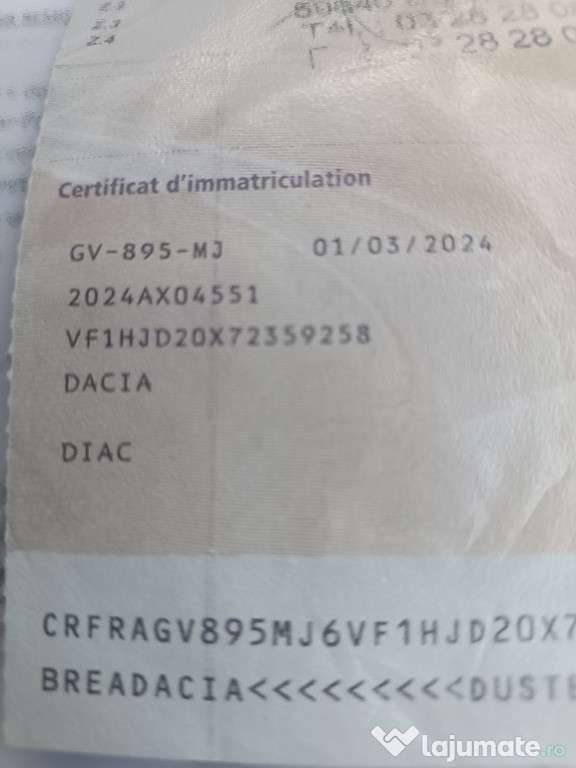 Z.3
Z.4
28 28 0
Certificat d'immatriculation
GV-895-MJ 01/03/2024
2024AX04551
VF1HJD20X72359258
DACIA
DIAC
CRFRAGV895MJ6VF1HJD20X7
BREADACIA<<<<<<<<<<DUSTE
lajumate.ro